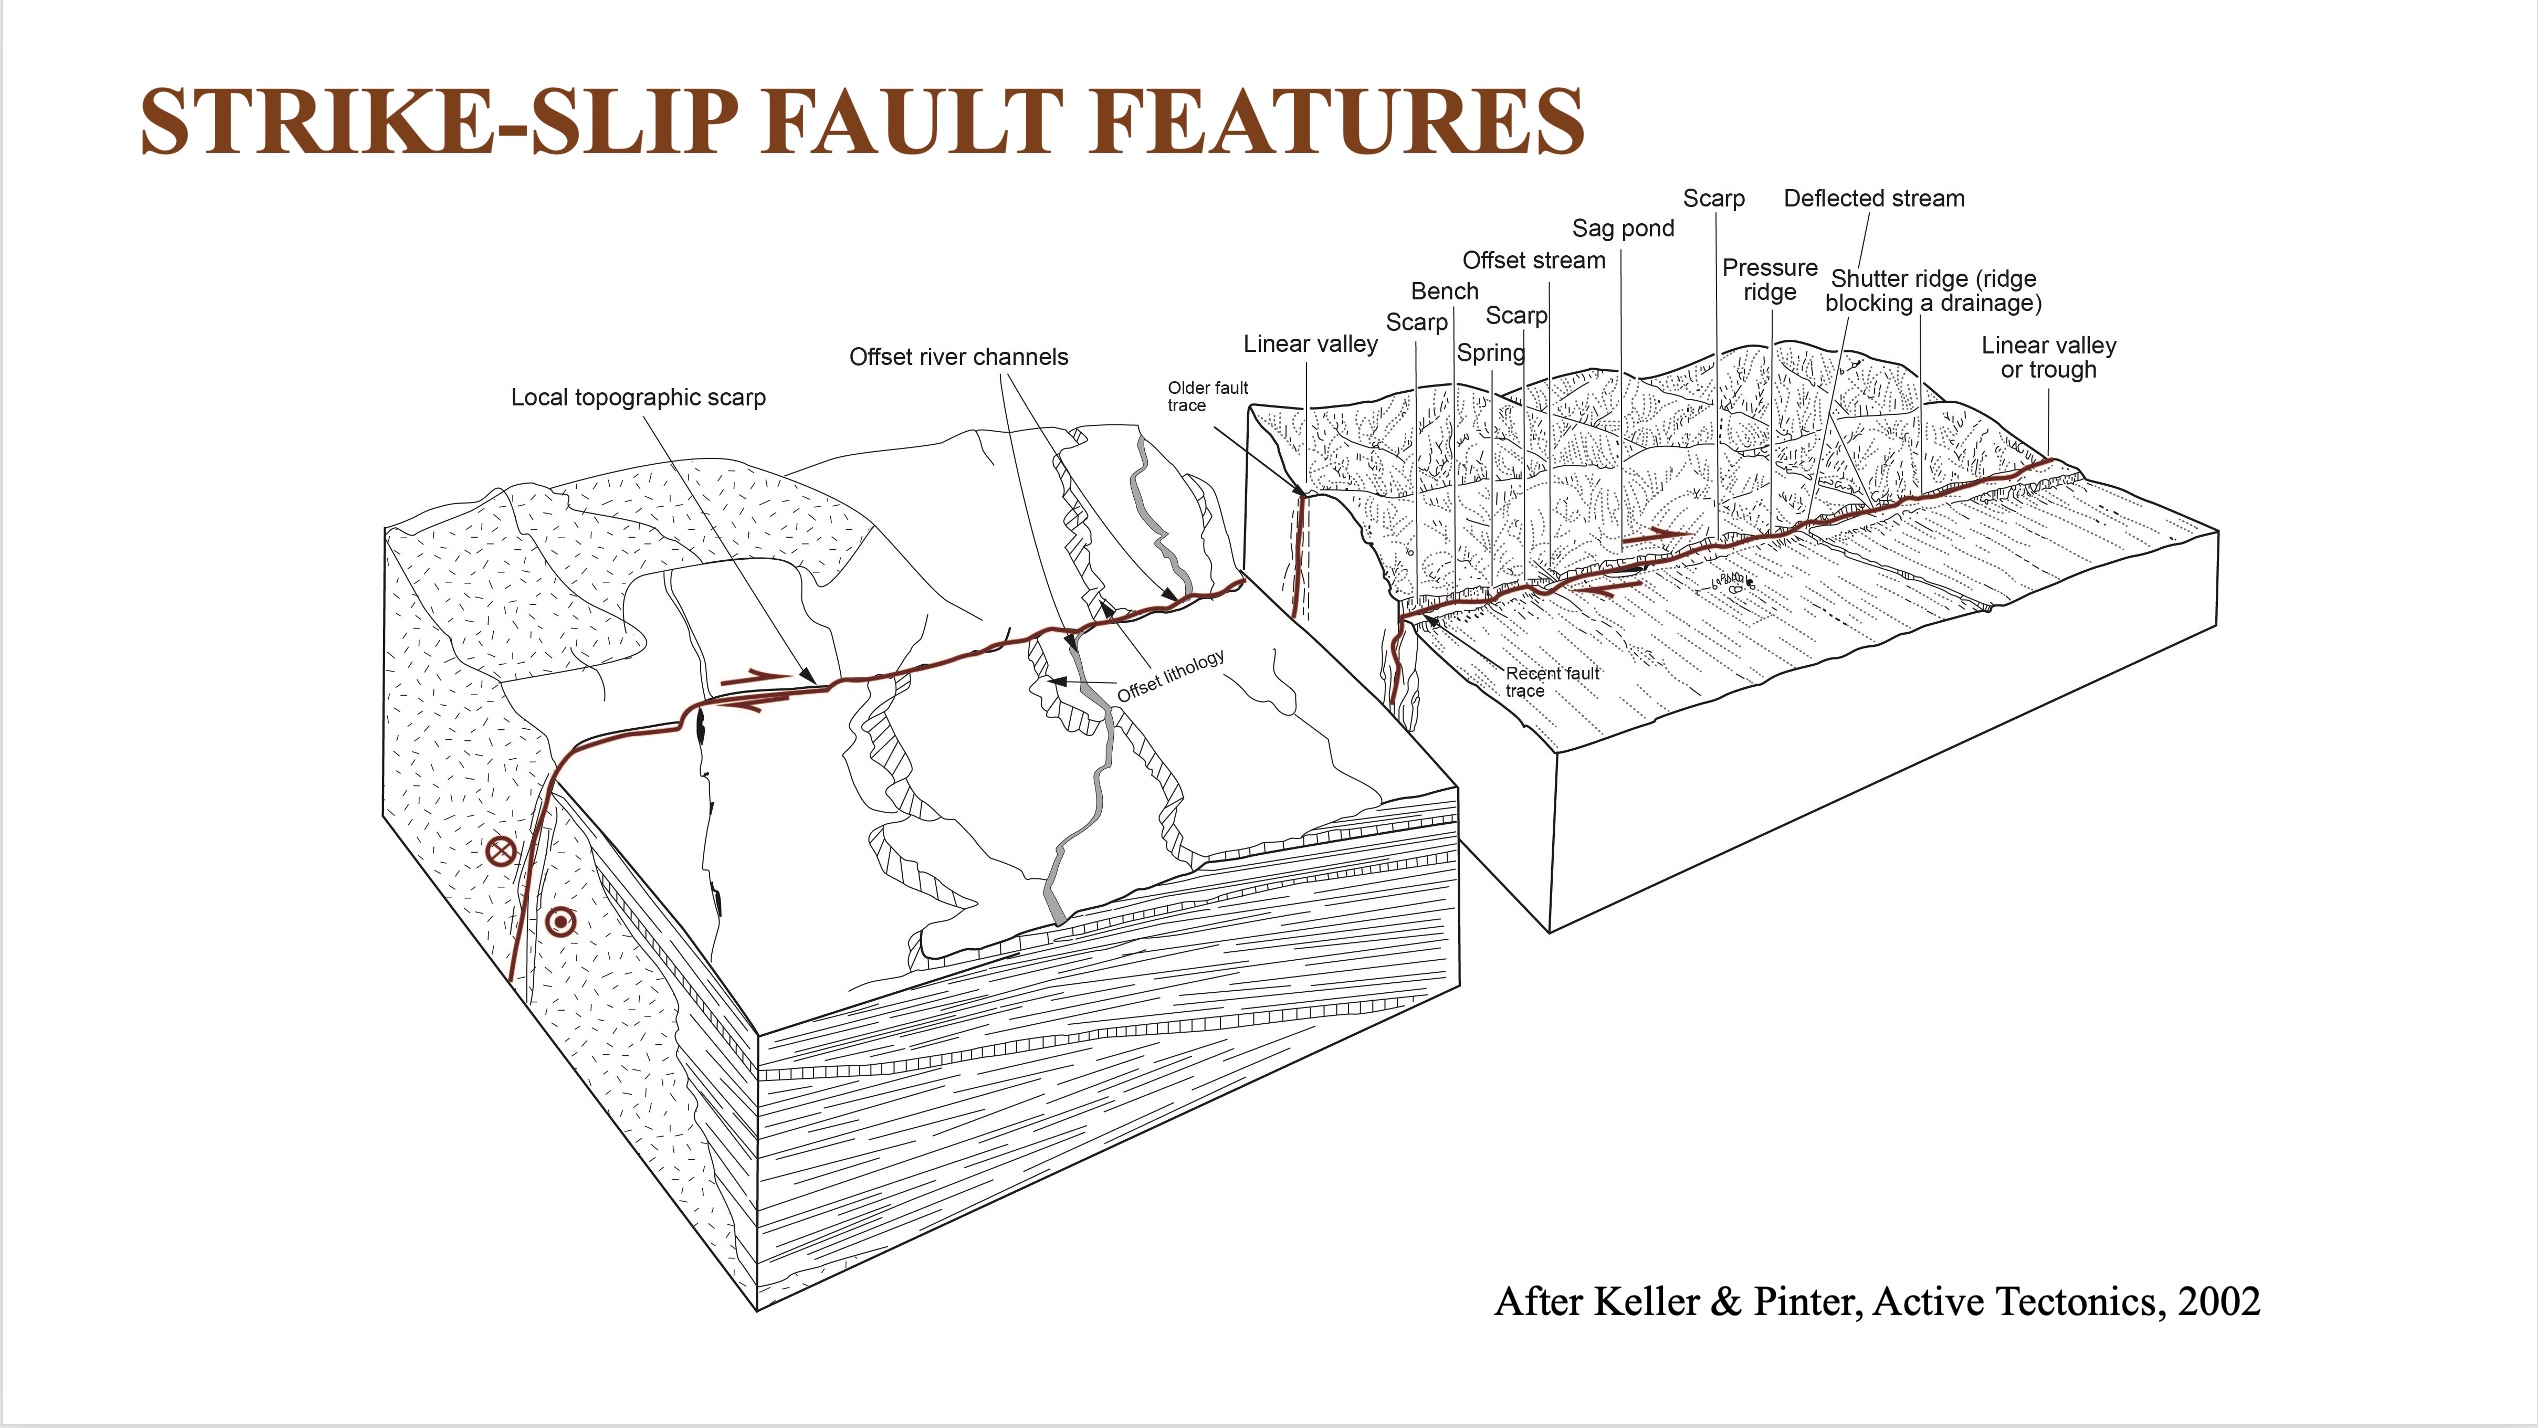 STRIKE-SLIP FAULT FEATURES
Scarp
Deflected stream
Sag pond
Offset stream
Pressure
ridge
Shutter ridge (ridge
blocking a drainage)
Bench
Scarp
Scarp
Linear valley
Spring
Linear valley
or trough
Offset river channels
Older fault
trace
Local topographic scarp
Offset lithology
Recent fault
trace
After Keller & Pinter, Active Tectonics, 2002